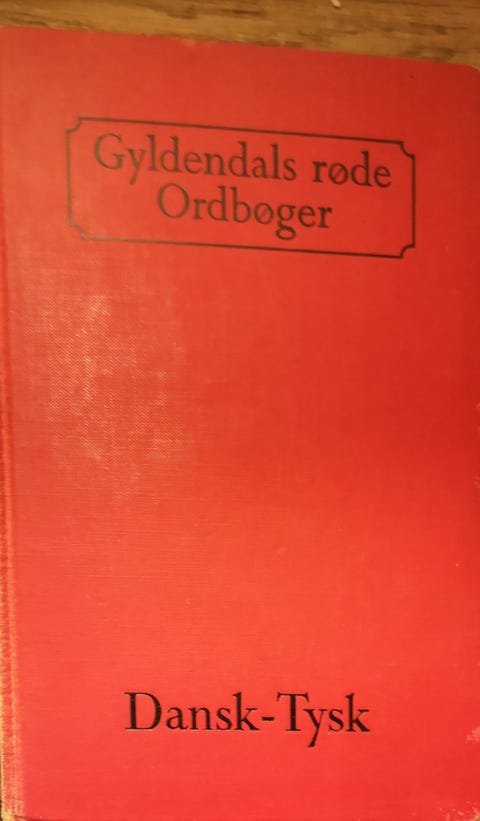 Gyldendals røde
Ordbøger
Dansk-Tysk